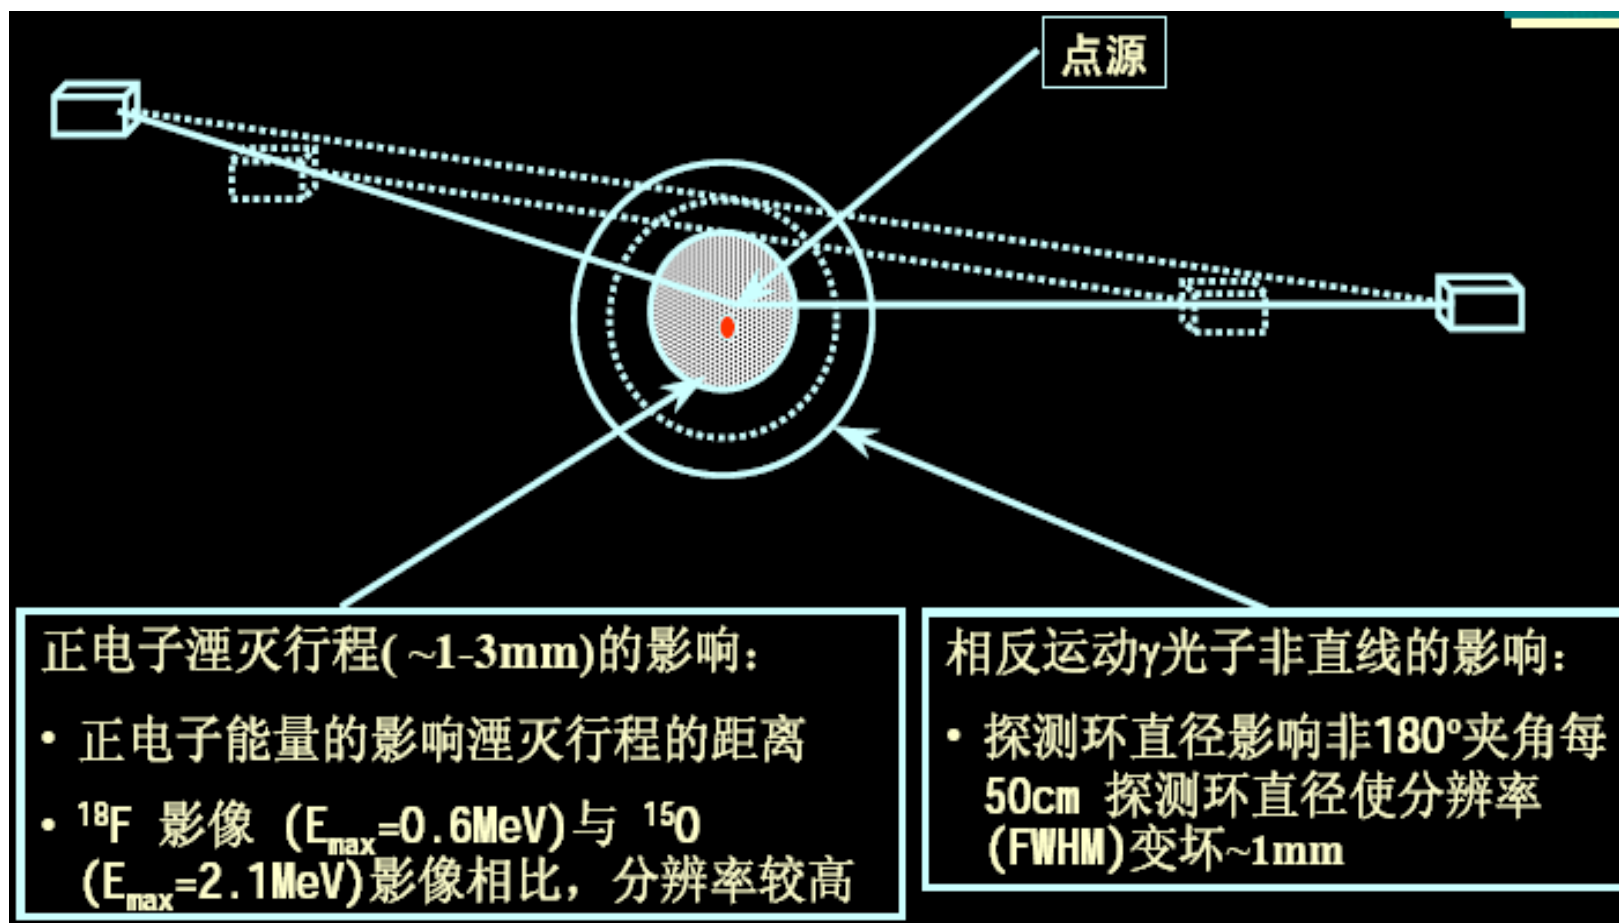 点源
正电子湮灭行程(~1-3mm)的影响：
• 正电子能量的影响湮灭行程的距离
• ¹⁸F 影像 (Eₘₐₓ=0.6MeV)与 ¹⁵O
(Eₘₐₓ=2.1MeV)影像相比，分辨率较高
相反运动γ光子非直线的影响：
• 探测环直径影响非180°夹角每
50cm 探测环直径使分辨率
(FWHM)变坏~1mm